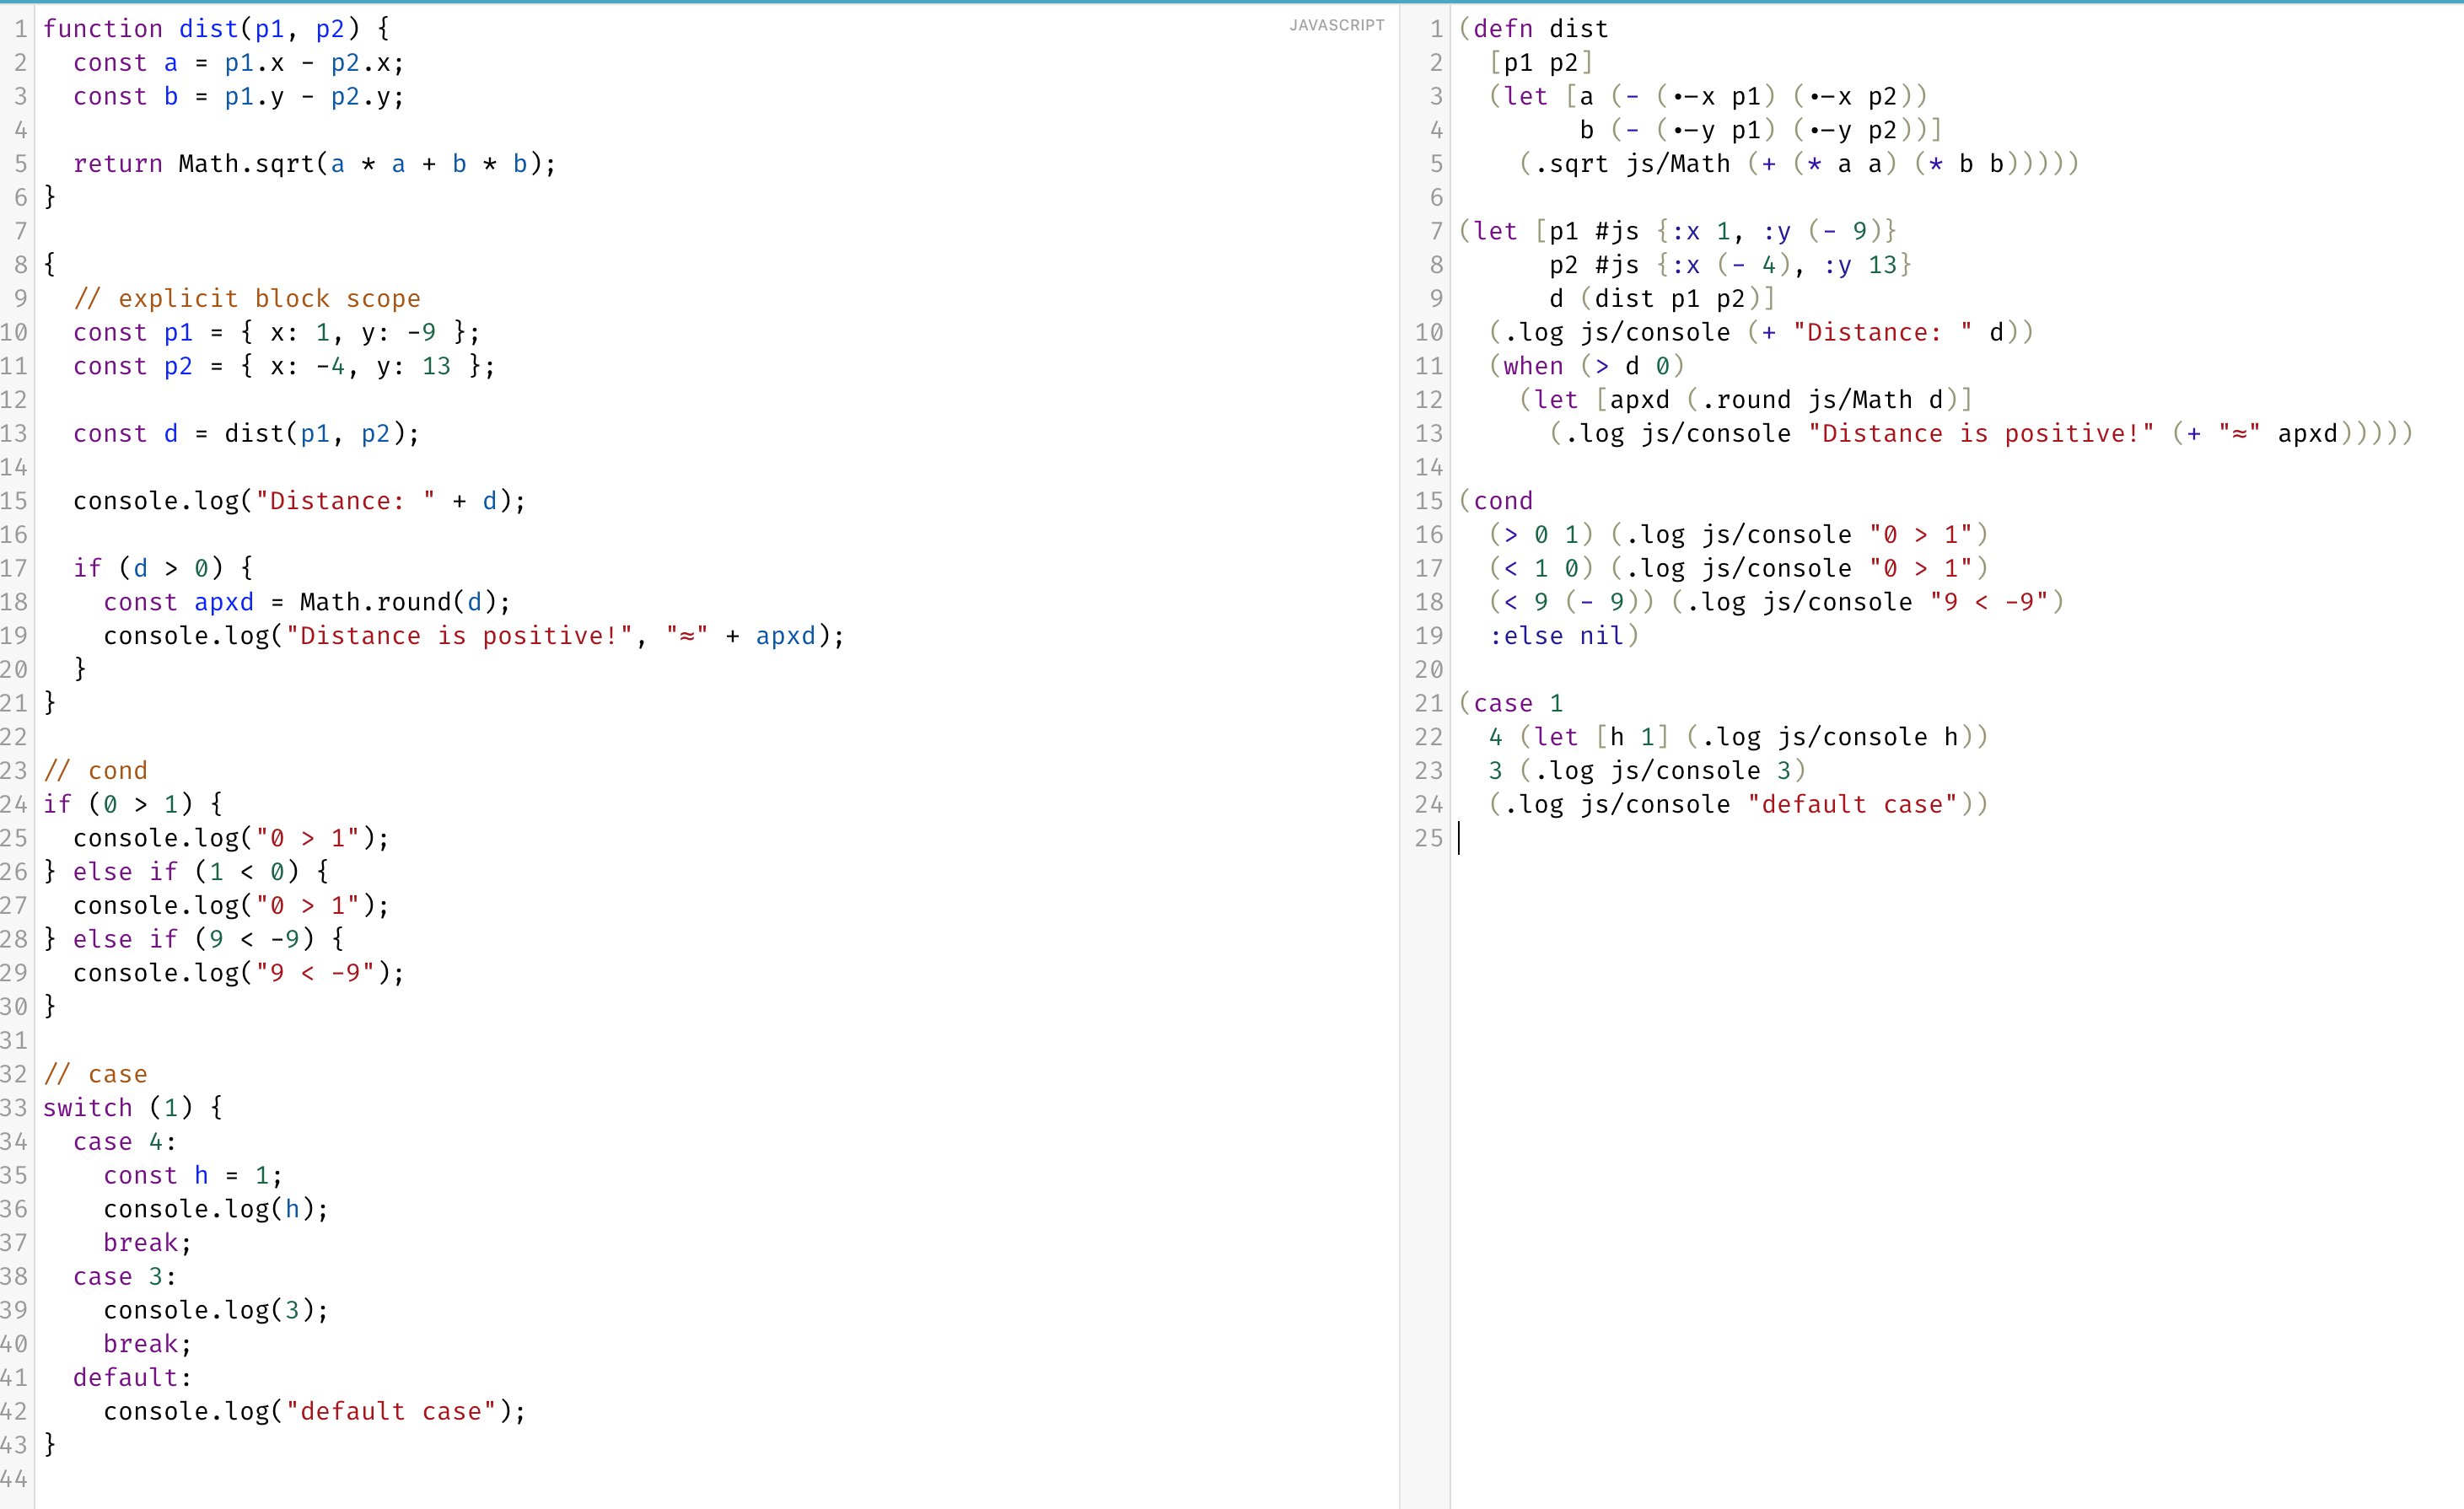 JAVASCRIPT
1 function dist(p1, p2) {
2   const a = p1.x - p2.x;
3   const b = p1.y - p2.y;
4
5   return Math.sqrt(a * a + b * b);
6 }
7
8 {
9   // explicit block scope
10   const p1 = { x: 1, y: -9 };
11   const p2 = { x: -4, y: 13 };
12
13   const d = dist(p1, p2);
14
15   console.log("Distance: " + d);
16
17   if (d > 0) {
18     const apxd = Math.round(d);
19     console.log("Distance is positive!", "≈" + apxd);
20   }
21 }
22
23 // cond
24 if (0 > 1) {
25   console.log("0 > 1");
26 } else if (1 < 0) {
27   console.log("0 > 1");
28 } else if (9 < -9) {
29   console.log("9 < -9");
30 }
31
32 // case
33 switch (1) {
34   case 4:
35     const h = 1;
36     console.log(h);
37     break;
38   case 3:
39     console.log(3);
40     break;
41   default:
42     console.log("default case");
43 }
44
1 (defn dist
2   [p1 p2]
3   (let [a (- (.-x p1) (.-x p2))
4         b (- (.-y p1) (.-y p2))]
5     (.sqrt js/Math (+ (* a a) (* b b)))))
6
7 (let [p1 #js {:x 1, :y (- 9)}
8       p2 #js {:x (- 4), :y 13}
9       d (dist p1 p2)]
10   (.log js/console (+ "Distance: " d))
11   (when (> d 0)
12     (let [apxd (.round js/Math d)]
13       (.log js/console "Distance is positive!" (+ "≈" apxd)))))
14
15 (cond
16   (> 0 1) (.log js/console "0 > 1")
17   (< 1 0) (.log js/console "0 > 1")
18   (< 9 (- 9)) (.log js/console "9 < -9")
19   :else nil)
20
21 (case 1
22   4 (let [h 1] (.log js/console h))
23   3 (.log js/console 3)
24   (.log js/console "default case"))
25